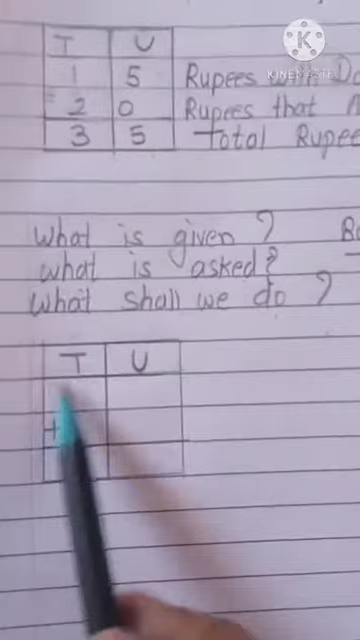 T U
1 5 Rupees with
2 0 Rupees that
3 5 Total Rupee
What is given ?
what is asked?
What shall we do ?
T U
+
KINEMASTER